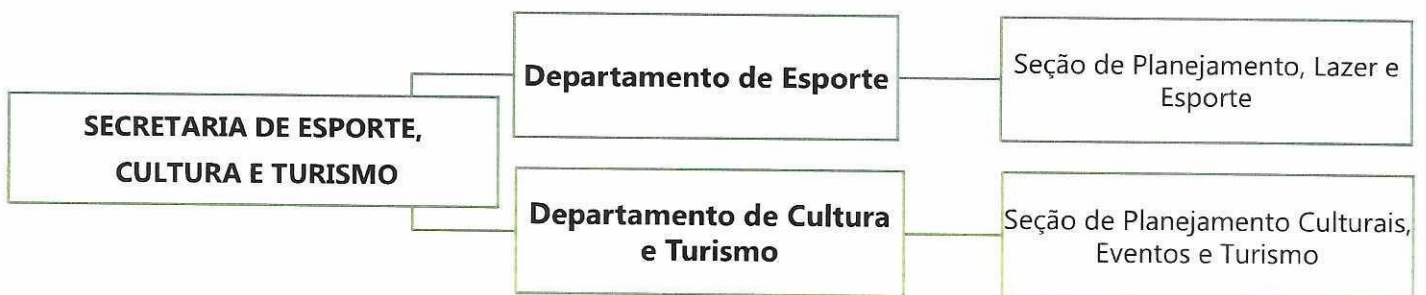 SECRETARIA DE ESPORTE,
CULTURA E TURISMO
Departamento de Esporte
Seção de Planejamento, Lazer e
Esporte
Departamento de Cultura
e Turismo
Seção de Planejamento Culturais,
Eventos e Turismo